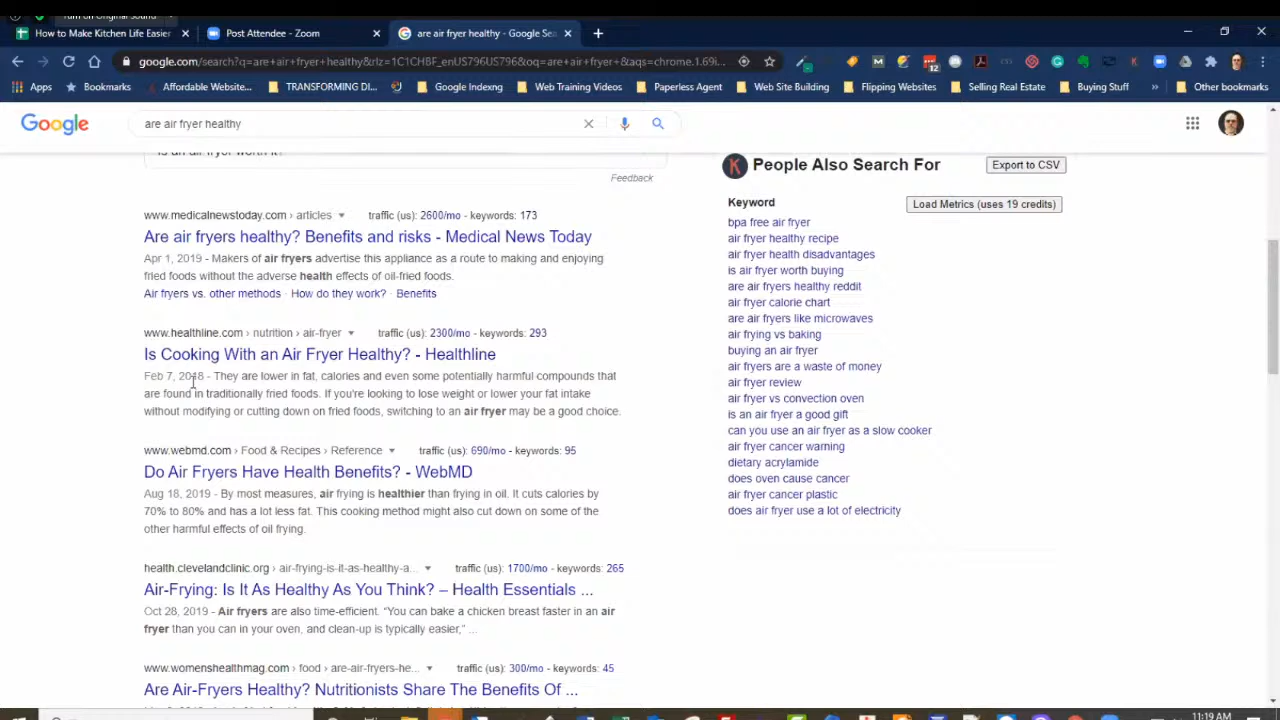 Turn on Original Sound
How to Make Kitchen Life Easier
Post Attendee - Zoom
are air fryer healthy - Google Sea
google.com/search?q=are+air+fryer+healthy&rlz=1C1CHBF_enUS796US796&oq=are+air+fryer+&aqs=chrome.1.69...
12
Apps
Bookmarks
Affordable Website...
TRANSFORMING DI...
Google Indexing
Web Training Videos
Paperless Agent
Web Site Building
Flipping Websites
Selling Real Estate
Buying Stuff
»
Other bookmarks
Google
are air fryer healthy
Is an air fryer worth it?
Feedback
www.medicalnewstoday.com › articles
traffic (us): 2600/mo - keywords: 173
Are air fryers healthy? Benefits and risks - Medical News Today
Apr 1, 2019 - Makers of air fryers advertise this appliance as a route to making and enjoying
fried foods without the adverse health effects of oil-fried foods.
Air fryers vs. other methods · How do they work? · Benefits
www.healthline.com › nutrition › air-fryer
traffic (us): 2300/mo - keywords: 293
Is Cooking With an Air Fryer Healthy? - Healthline
Feb 7, 2018 - They are lower in fat, calories and even some potentially harmful compounds that
are found in traditionally fried foods. If you're looking to lose weight or lower your fat intake
without modifying or cutting down on fried foods, switching to an air fryer may be a good choice.
www.webmd.com › Food & Recipes › Reference
traffic (us): 690/mo - keywords: 95
Do Air Fryers Have Health Benefits? - WebMD
Aug 18, 2019 - By most measures, air frying is healthier than frying in oil. It cuts calories by
70% to 80% and has a lot less fat. This cooking method might also cut down on some of the
other harmful effects of oil frying.
health.clevelandclinic.org › air-frying-is-it-as-healthy-a...
traffic (us): 1700/mo - keywords: 265
Air-Frying: Is It As Healthy As You Think? – Health Essentials ...
Oct 28, 2019 - Air fryers are also time-efficient. “You can bake a chicken breast faster in an air
fryer than you can in your oven, and clean-up is typically easier,” ...
www.womenshealthmag.com › food › are-air-fryers-he...
traffic (us): 300/mo - keywords: 45
Are Air-Fryers Healthy? Nutritionists Share The Benefits Of ...
K
People Also Search For
Export to CSV
Keyword
Load Metrics (uses 19 credits)
bpa free air fryer
air fryer healthy recipe
air fryer health disadvantages
is air fryer worth buying
are air fryers healthy reddit
air fryer calorie chart
are air fryers like microwaves
air frying vs baking
buying an air fryer
air fryers are a waste of money
air fryer review
air fryer vs convection oven
is an air fryer a good gift
can you use an air fryer as a slow cooker
air fryer cancer warning
dietary acrylamide
does oven cause cancer
air fryer cancer plastic
does air fryer use a lot of electricity
11:19 AM